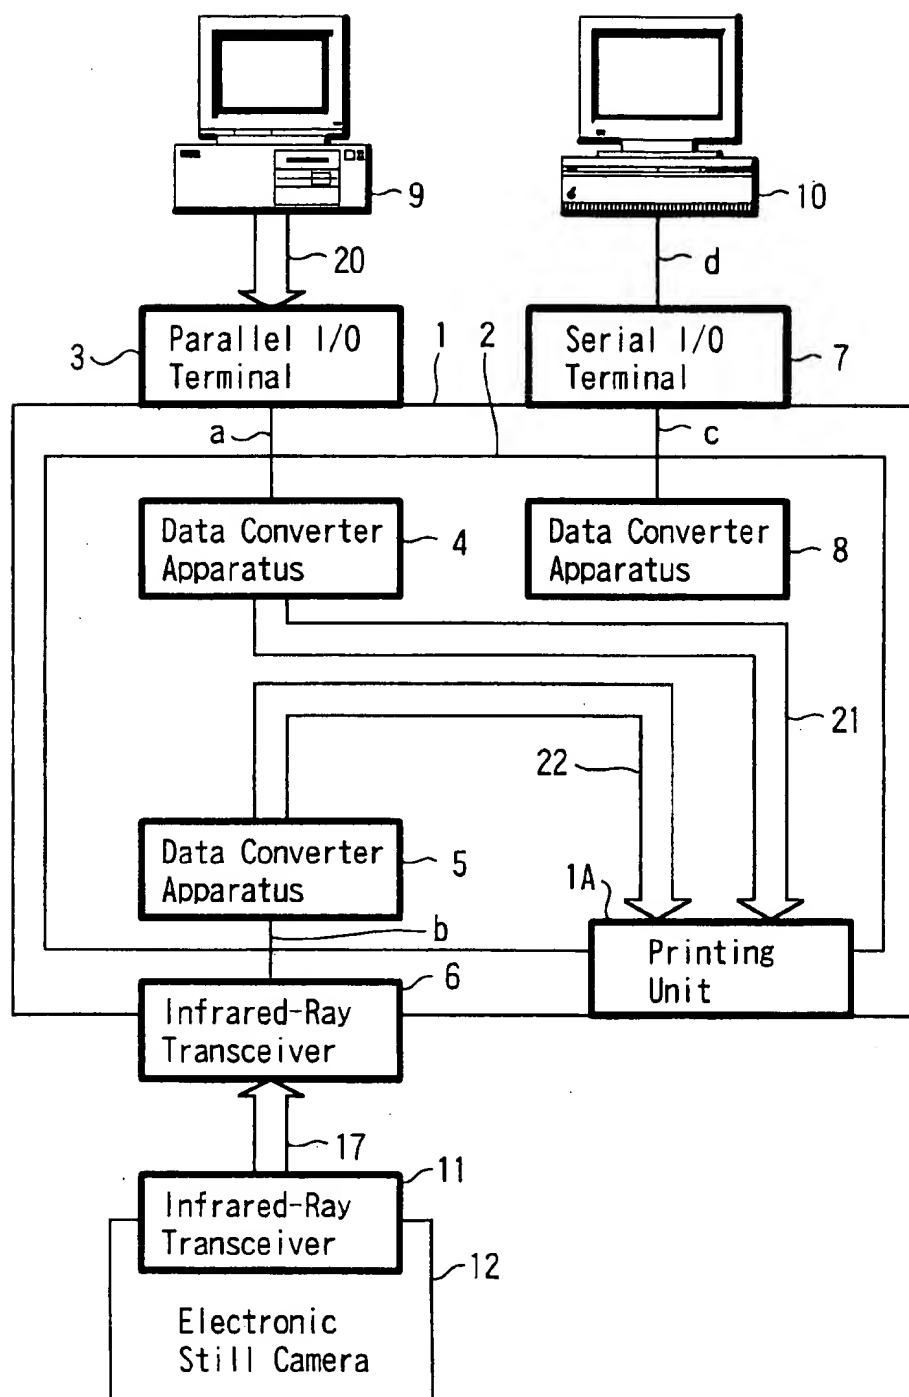 9
10
20
d
3
Parallel I/O
Terminal
1
2
Serial I/O
Terminal
7
a
c
Data Converter
Apparatus
4
Data Converter
Apparatus
8
21
22
Data Converter
Apparatus
5
1A
b
Printing
Unit
6
Infrared-Ray
Transceiver
17
11
Infrared-Ray
Transceiver
12
Electronic
Still Camera